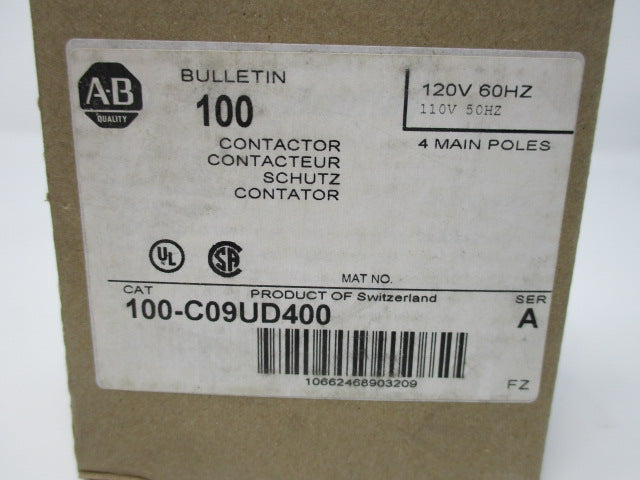 A-B
QUALITY
BULLETIN
100
CONTACTOR
CONTACTEUR
SCHUTZ
CONTATOR
120V 60HZ
110V 50HZ
4 MAIN POLES
UL
SA
MAT NO.
CAT
PRODUCT OF Switzerland
SER
100-C09UD400
A
10662468903209
FZ